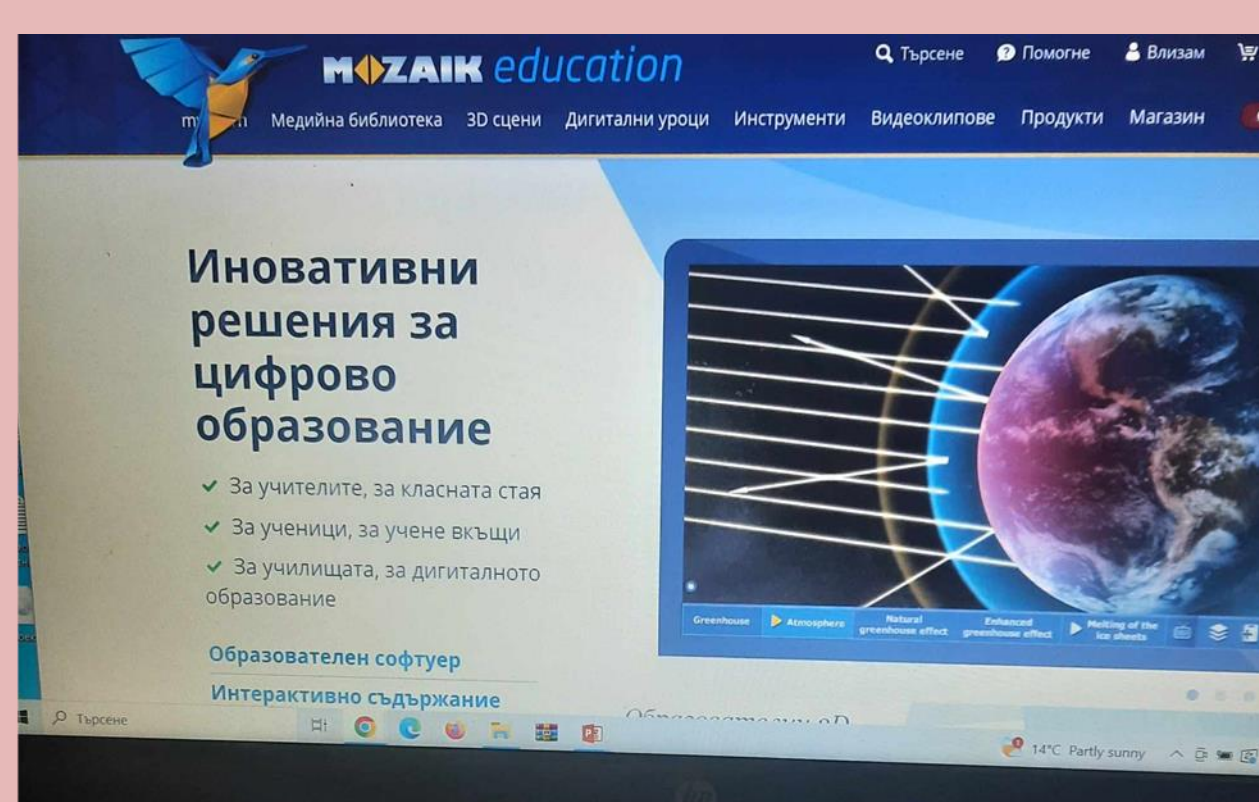 MOZAIK education
Търсене
Помогне
Влизам
Медийна библиотека
3D сцени
Дигитални уроци
Инструменти
Видеоклипове
Продукти
Магазин
Иновативни
решения за
цифрово
образование
За учителите, за класната стая
За ученици, за учене вкъщи
За училищата, за дигиталното
образование
Образователен софтуер
Интерактивно съдържание
Greenhouse
Atmosphere
Natural
greenhouse effect
Enhanced
greenhouse effect
Melting of the
ice sheets
Търсене
14°C Partly sunny
hp